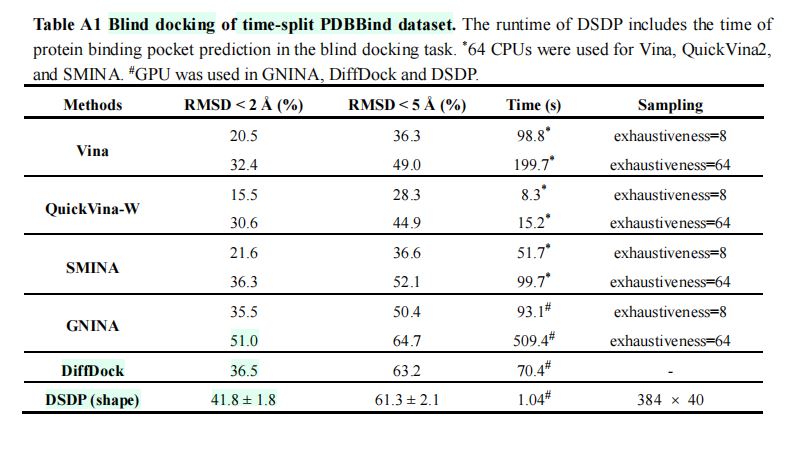 Table A1 Blind docking of time-split PDBBind dataset. The runtime of DSDP includes the time of
protein binding pocket prediction in the blind docking task. *64 CPUs were used for Vina, QuickVina2,
and SMINA. #GPU was used in GNINA, DiffDock and DSDP.
Methods RMSD < 2 Å (%) RMSD < 5 Å (%) Time (s) Sampling
Vina
20.5 36.3 98.8* exhaustiveness=8
32.4 49.0 199.7* exhaustiveness=64
QuickVina-W
15.5 28.3 8.3* exhaustiveness=8
30.6 44.9 15.2* exhaustiveness=64
SMINA
21.6 36.6 51.7* exhaustiveness=8
36.3 52.1 99.7* exhaustiveness=64
GNINA
35.5 50.4 93.1# exhaustiveness=8
51.0 64.7 509.4# exhaustiveness=64
DiffDock 36.5 63.2 70.4# -
DSDP (shape) 41.8 ± 1.8 61.3 ± 2.1 1.04# 384 × 40